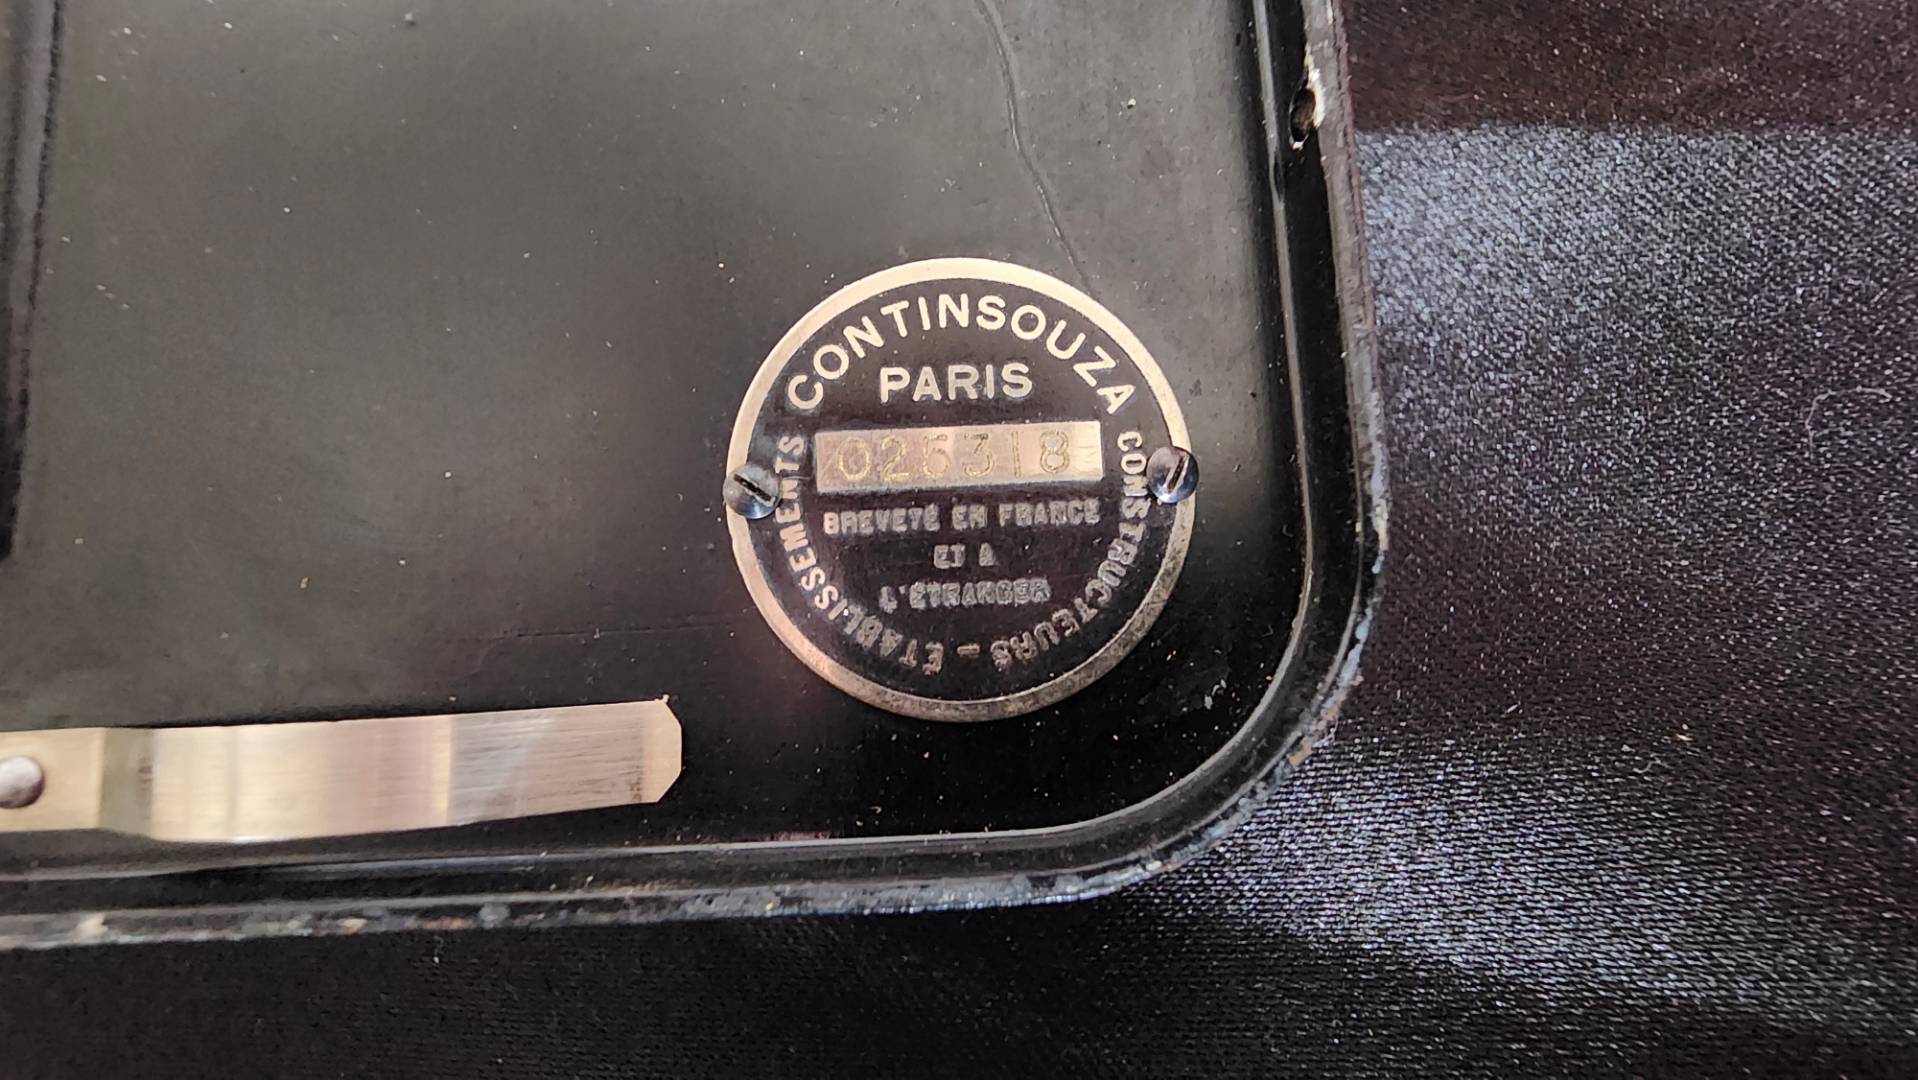 CONTINSOUZA
PARIS
025318
BREVETÉ EN FRANCE
ET A
L'ÉTRANGER
CONSTRUCTEURS _ ETABLISSEMENTS